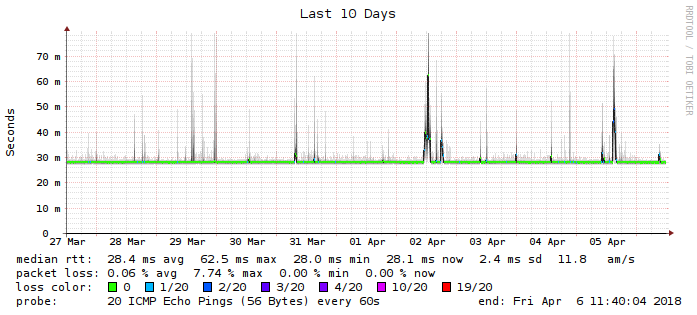 Last 10 Days
RRDTOOL / TOBI OETIKER
Seconds
70 m
60 m
50 m
40 m
30 m
20 m
10 m
0
27 Mar 28 Mar 29 Mar 30 Mar 31 Mar 01 Apr 02 Apr 03 Apr 04 Apr 05 Apr
median rtt: 28.4 ms avg 62.5 ms max 28.0 ms min 28.1 ms now 2.4 ms sd 11.8 am/s
packet loss: 0.06 % avg 7.74 % max 0.00 % min 0.00 % now
loss color: 0 1/20 2/20 3/20 4/20 10/20 19/20
probe: 20 ICMP Echo Pings (56 Bytes) every 60s end: Fri Apr 6 11:40:04 2018